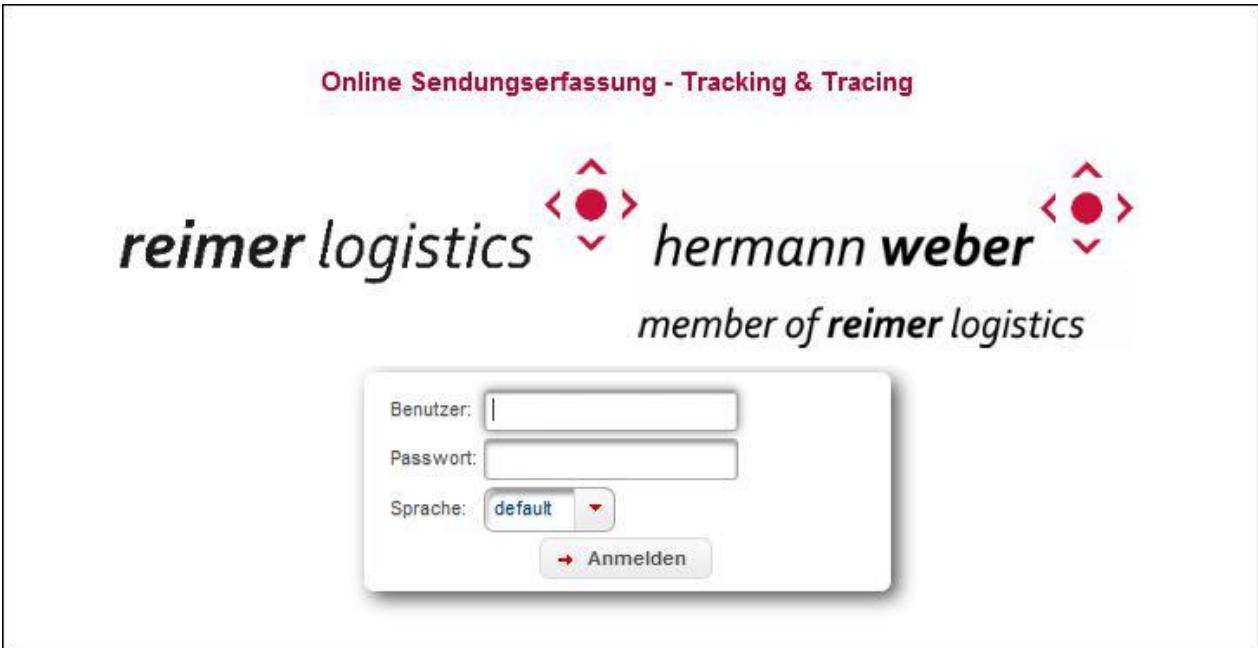 Online Sendungserfassung - Tracking & Tracing
reimer logistics
hermann weber
member of reimer logistics
Benutzer:
Passwort:
Sprache: default
Anmelden